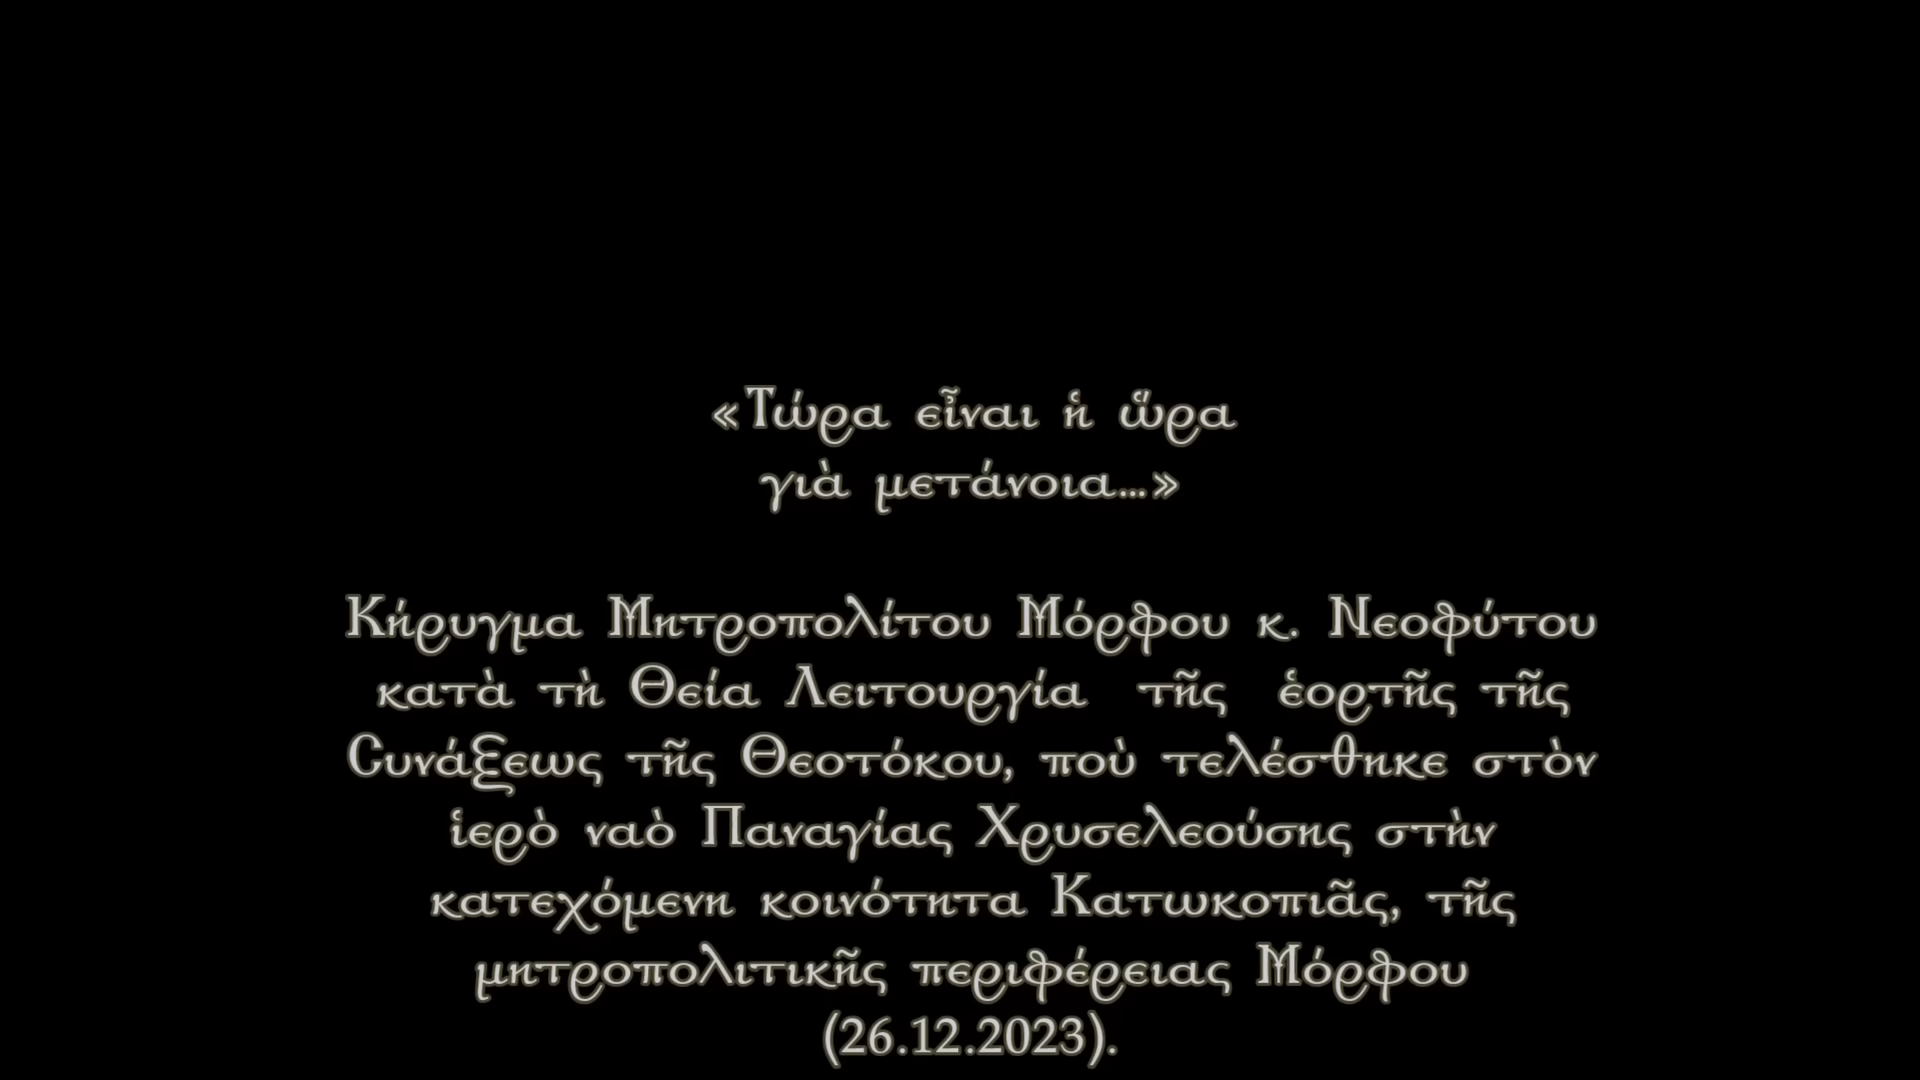 «Τώρα εἶναι ἡ ὥρα
γιὰ μετάνοια...»
Κήρυγμα Μητροπολίτου Μόρφου κ. Νεοφύτου
κατὰ τὴ Θεία Λειτουργία τῆς ἑορτῆς τῆς
Συνάξεως τῆς Θεοτόκου, ποὺ τελέσθηκε στὸν
ἱερὸ ναὸ Παναγίας Χρυσελεούσης στὴν
κατεχόμενη κοινότητα Κατωκοπιᾶς, τῆς
μητροπολιτικῆς περιφέρειας Μόρφου
(26.12.2023).